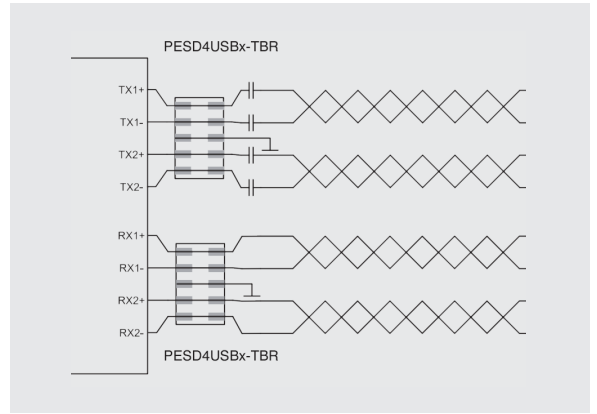 PESD4USBx-TBR
TX1+
TX1-
TX2+
TX2-
RX1+
RX1-
RX2+
RX2-
PESD4USBx-TBR